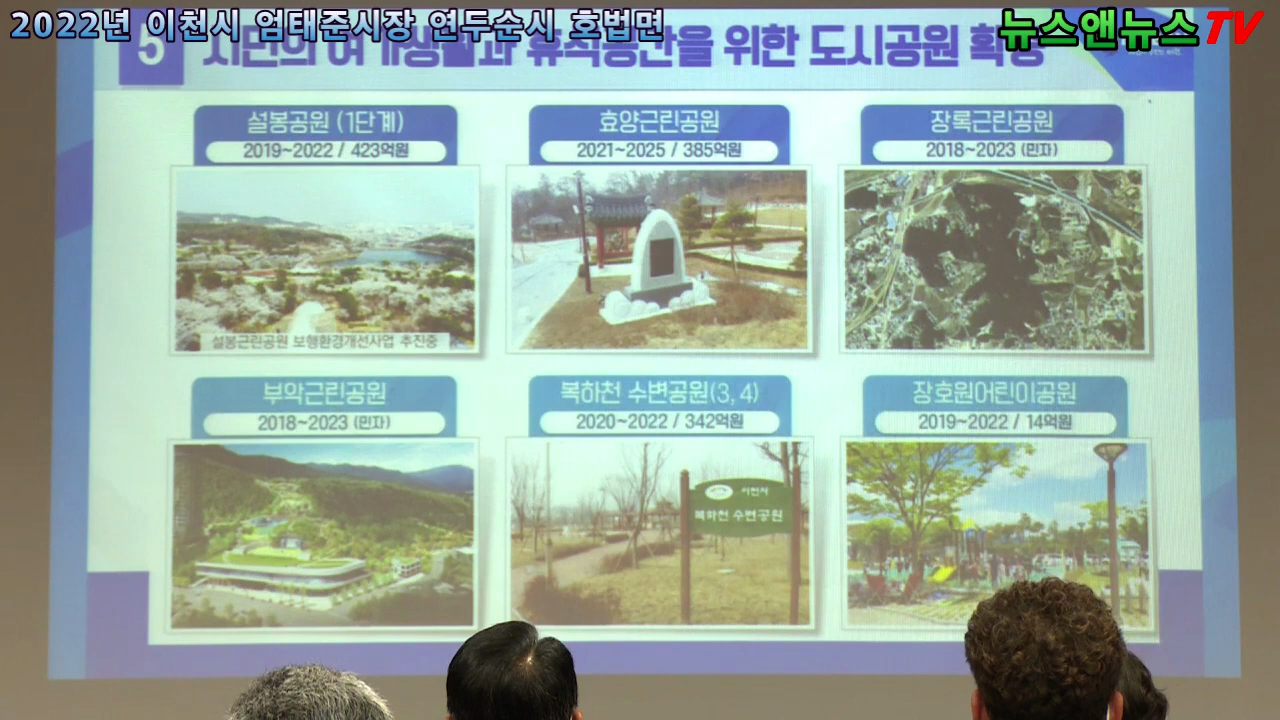 2022년 이천시 엄태준시장 연두순시 호법면
뉴스앤뉴스TV
5 시민의 여가생활과 휴식공간을 위한 도시공원 확충
설봉공원 (1단계)
2019~2022 / 423억원
설봉근린공원 보행환경개선사업 추진중
효양근린공원
2021~2025 / 385억원
장록근린공원
2018~2023 (민자)
부악근린공원
2018~2023 (민자)
복하천 수변공원(3, 4)
2020~2022 / 342억원
이천시
복하천 수변공원
장호원어린이공원
2019~2022 / 14억원